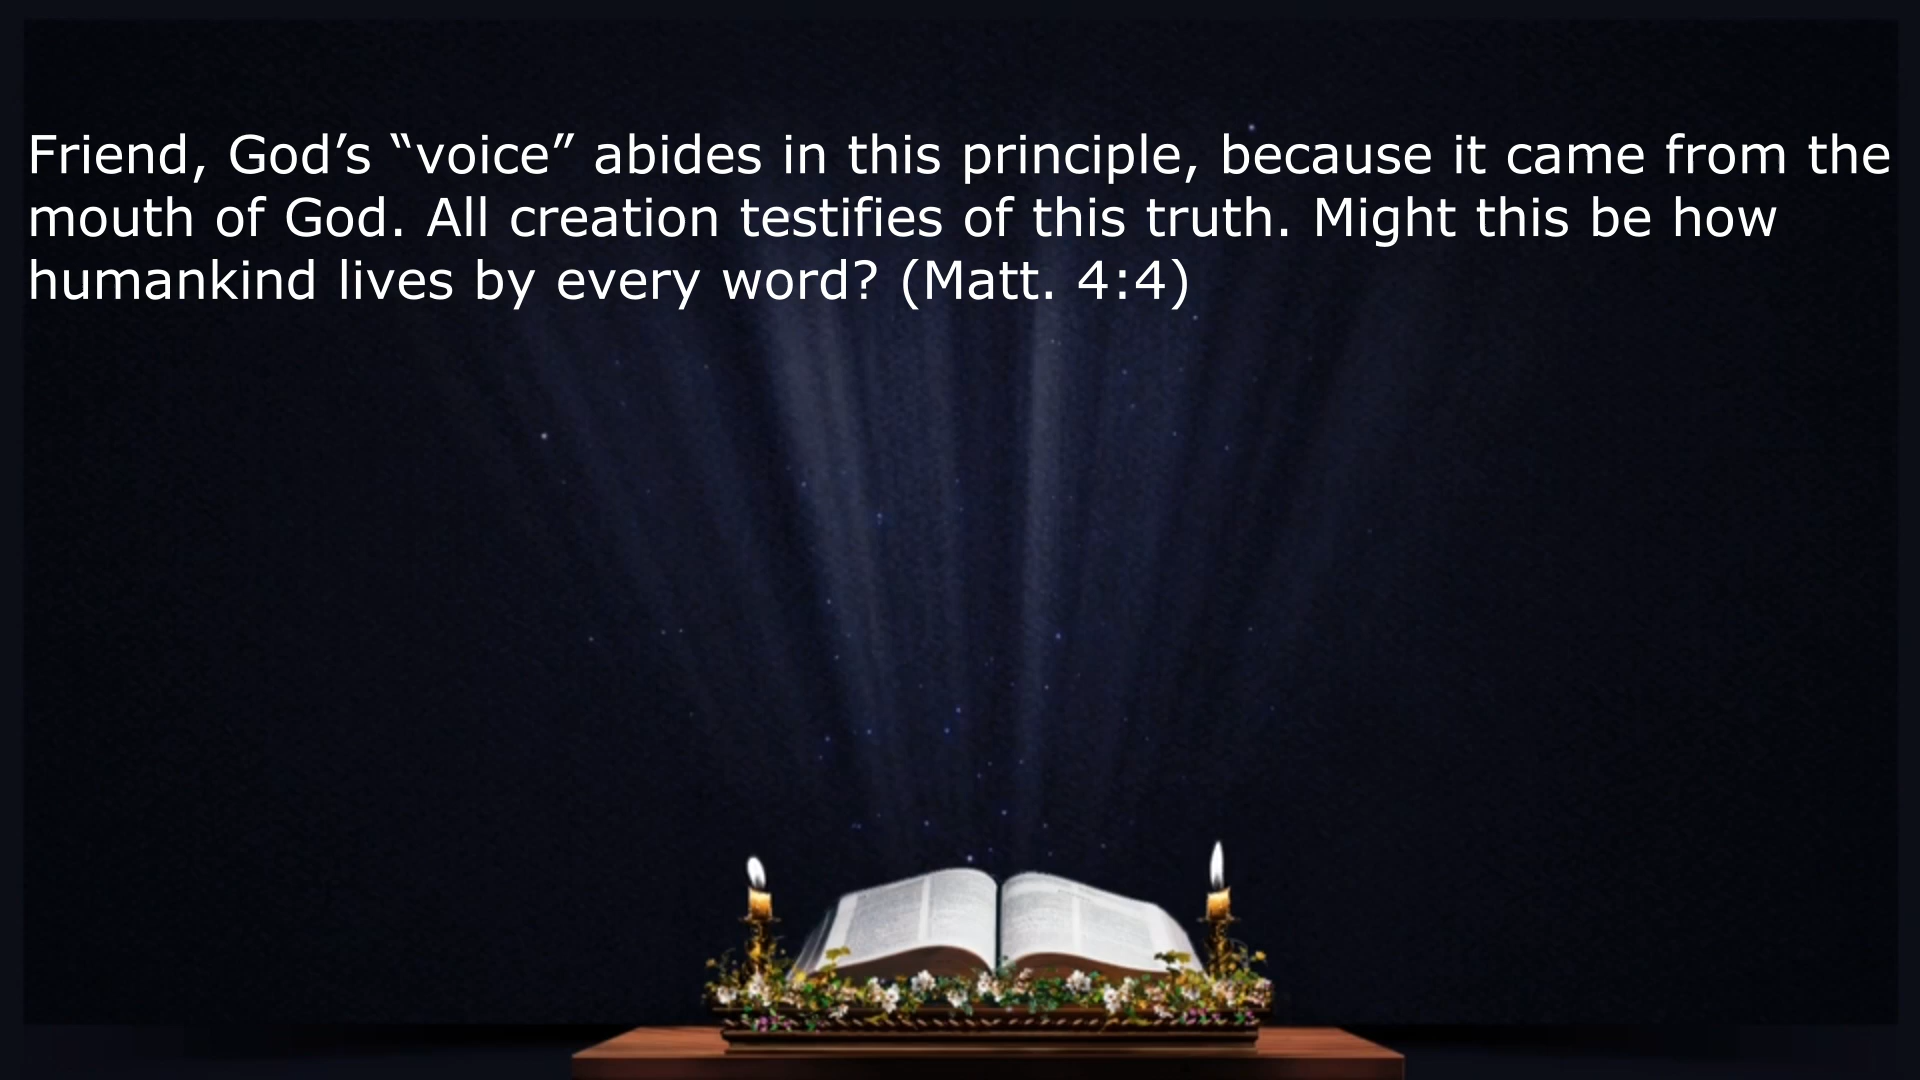 Friend, God’s “voice” abides in this principle, because it came from the
mouth of God. All creation testifies of this truth. Might this be how
humankind lives by every word? (Matt. 4:4)